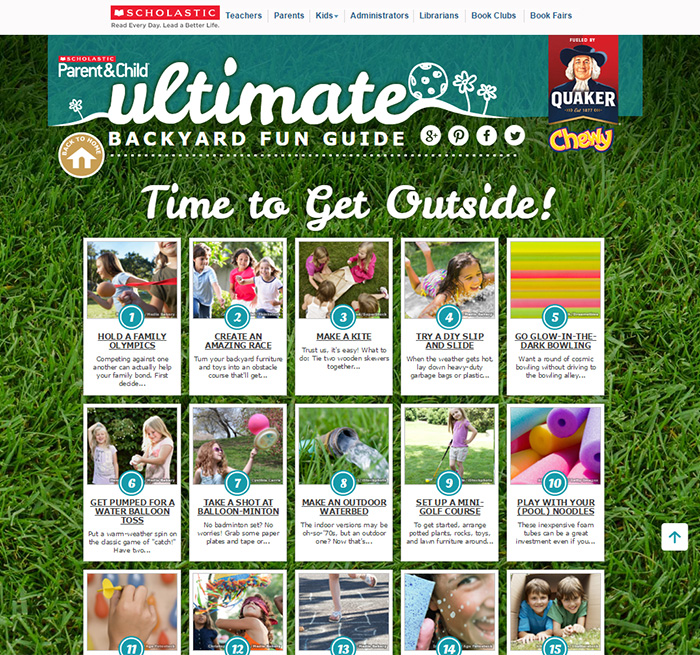 SCHOLASTIC
Read Every Day. Lead a Better Life.
Teachers
Parents
Kids
Administrators
Librarians
Book Clubs
Book Fairs
SCHOLASTIC
Parent&Child
ultimate
BACKYARD FUN GUIDE
BACK TO HOME
FUELED BY
QUAKER
Est 1877
Chewy
Time to Get Outside!
1
HOLD A FAMILY
OLYMPICS
Competing against one
another can actually help
your family bond. First
decide...
2
CREATE AN
AMAZING RACE
Turn your backyard furniture
and toys into an obstacle
course that'll get...
3
MAKE A KITE
Trust us, it's easy! What to
do: Tie two wooden skewers
together...
4
TRY A DIY SLIP
AND SLIDE
When the weather gets hot,
lay down heavy-duty
garbage bags or plastic...
5
GO GLOW-IN-THE-
DARK BOWLING
Want a round of cosmic
bowling without driving to
the bowling alley...
6
GET PUMPED FOR A
WATER BALLOON
TOSS
Put a warm-weather spin on
the classic game of "catch!"
Have two...
7
TAKE A SHOT AT
BALLOON-MINTON
No badminton set? No
worries! Grab some paper
plates and tape or...
8
MAKE AN OUTDOOR
WATERBED
The indoor versions may be
oh-so-'70s, but an outdoor
one? Now that's...
9
SET UP A MINI-
GOLF COURSE
To get started, arrange
potted plants, rocks, toys,
and lawn furniture around...
10
PLAY WITH YOUR
(POOL) NOODLES
These inexpensive foam
tubes can be a great
investment even if you...
11
12
13
14
15